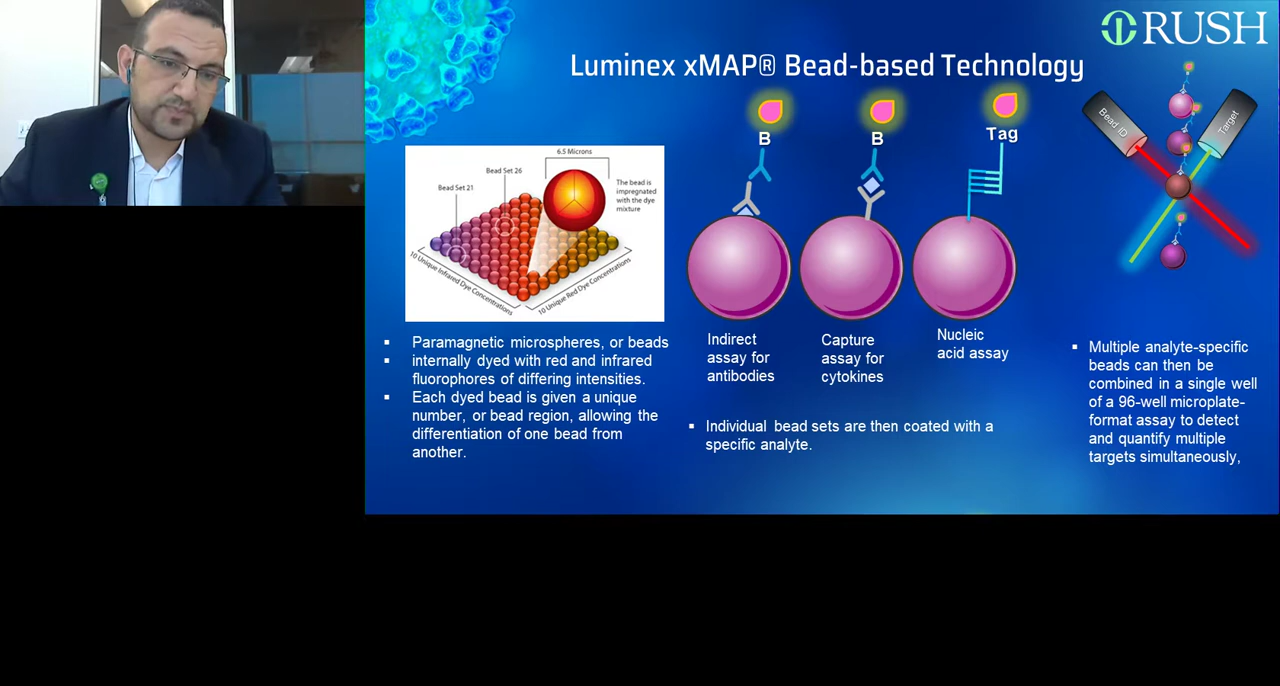 RUSH
Luminex xMAP® Bead-based Technology
6.5 Microns
Bead Set 26
Bead Set 21
The bead is
impregnated
with the dye
mixture
10 Unique Infrared Dye Concentrations
10 Unique Red Dye Concentrations
▪ Paramagnetic microspheres, or beads
▪ internally dyed with red and infrared
fluorophores of differing intensities.
▪ Each dyed bead is given a unique
number, or bead region, allowing the
differentiation of one bead from
another.
B
B
Tag
Indirect
assay for
antibodies
Capture
assay for
cytokines
Nucleic
acid assay
▪ Individual bead sets are then coated with a
specific analyte.
Bead ID
Target
▪ Multiple analyte-specific
beads can then be
combined in a single well
of a 96-well microplate-
format assay to detect
and quantify multiple
targets simultaneously,